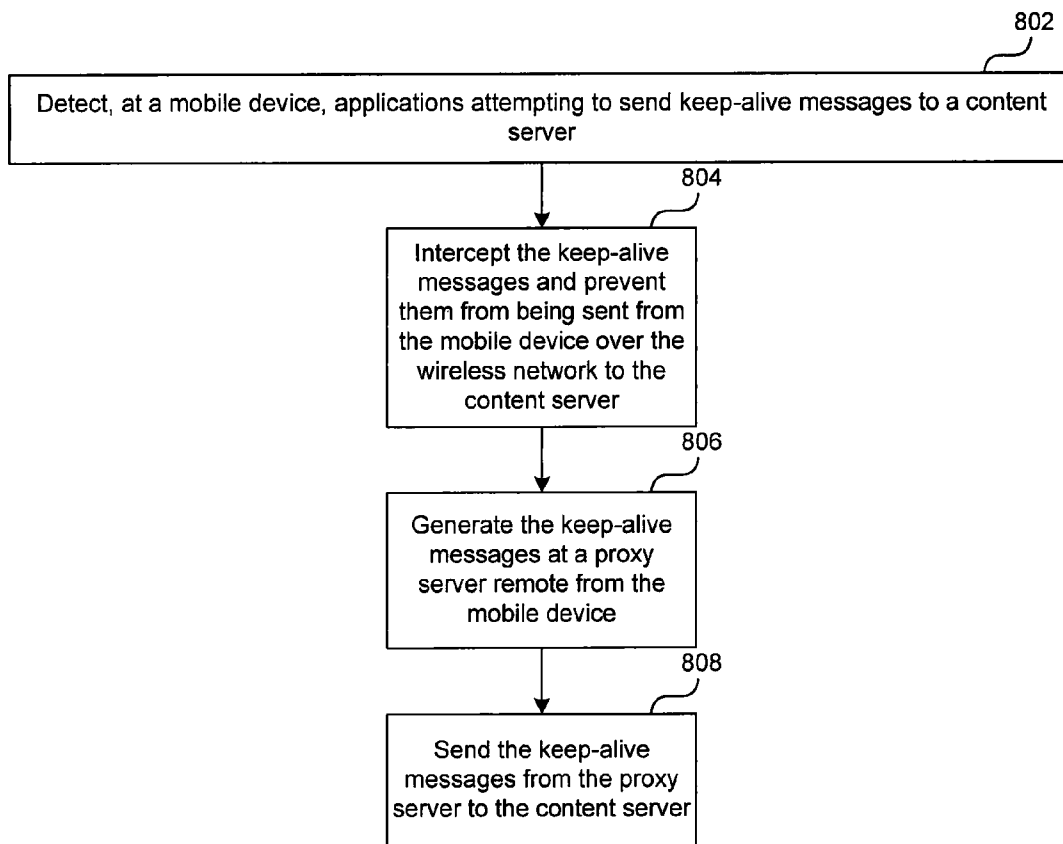 802
Detect, at a mobile device, applications attempting to send keep-alive messages to a content
server
804
Intercept the keep-alive
messages and prevent
them from being sent from
the mobile device over the
wireless network to the
content server
806
Generate the keep-alive
messages at a proxy
server remote from the
mobile device
808
Send the keep-alive
messages from the proxy
server to the content server